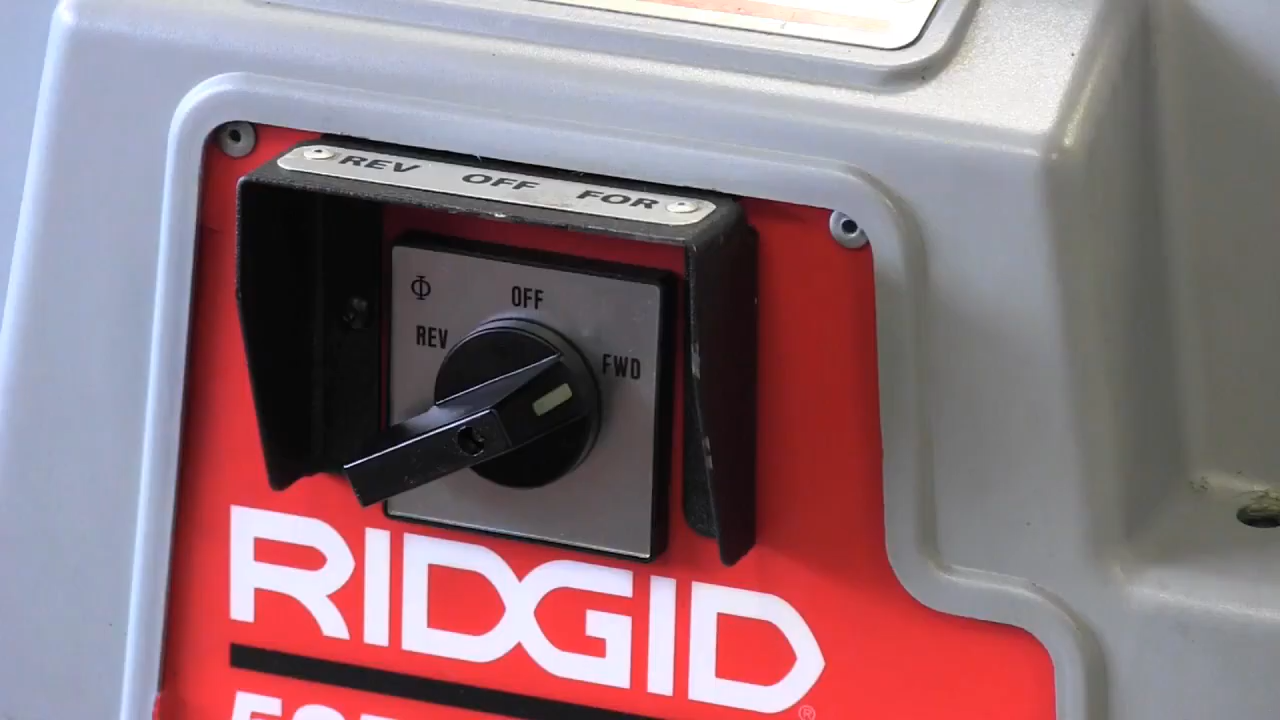 REV OFF FOR
Φ
OFF
REV
FWD
RIDGID
®